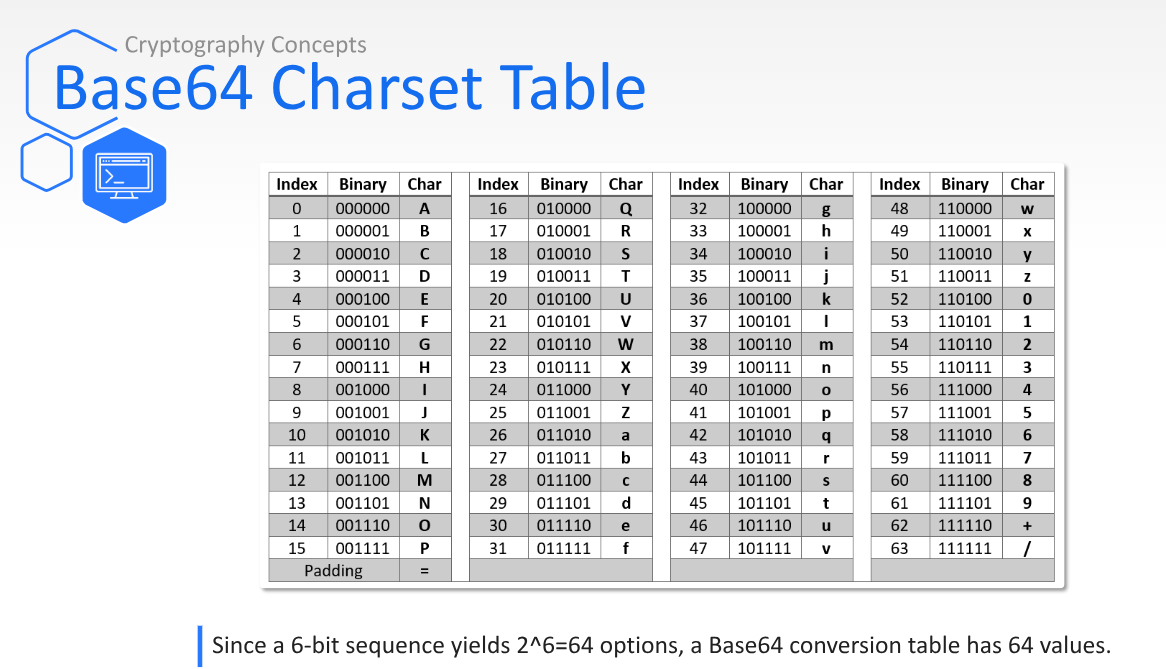 Cryptography Concepts
Base64 Charset Table
Index Binary Char Index Binary Char Index Binary Char Index Binary Char
0 000000 A 16 010000 Q 32 100000 g 48 110000 w
1 000001 B 17 010001 R 33 100001 h 49 110001 x
2 000010 C 18 010010 S 34 100010 i 50 110010 y
3 000011 D 19 010011 T 35 100011 j 51 110011 z
4 000100 E 20 010100 U 36 100100 k 52 110100 0
5 000101 F 21 010101 V 37 100101 l 53 110101 1
6 000110 G 22 010110 W 38 100110 m 54 110110 2
7 000111 H 23 010111 X 39 100111 n 55 110111 3
8 001000 I 24 011000 Y 40 101000 o 56 111000 4
9 001001 J 25 011001 Z 41 101001 p 57 111001 5
10 001010 K 26 011010 a 42 101010 q 58 111010 6
11 001011 L 27 011011 b 43 101011 r 59 111011 7
12 001100 M 28 011100 c 44 101100 s 60 111100 8
13 001101 N 29 011101 d 45 101101 t 61 111101 9
14 001110 O 30 011110 e 46 101110 u 62 111110 +
15 001111 P 31 011111 f 47 101111 v 63 111111 /
Padding =
Since a 6-bit sequence yields 2^6=64 options, a Base64 conversion table has 64 values.